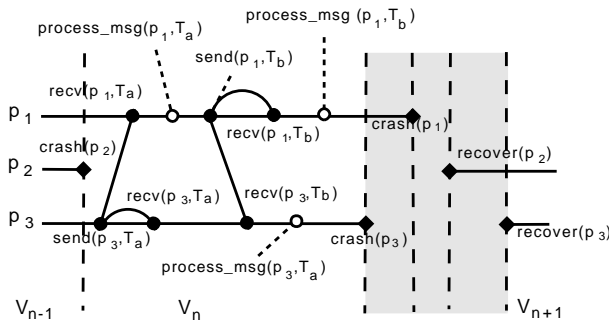 process_msg(p1,Ta)
process_msg (p1,Tb)
send(p1,Tb)
recv(p1,Ta)
p1
recv(p1,Tb)
crash(p1)
crash(p2)
p2
recover(p2)
recv(p3,Ta)
recv(p3,Tb)
p3
send(p3,Ta)
crash(p3)
recover(p3)
process_msg(p3,Ta)
Vn-1
Vn
Vn+1